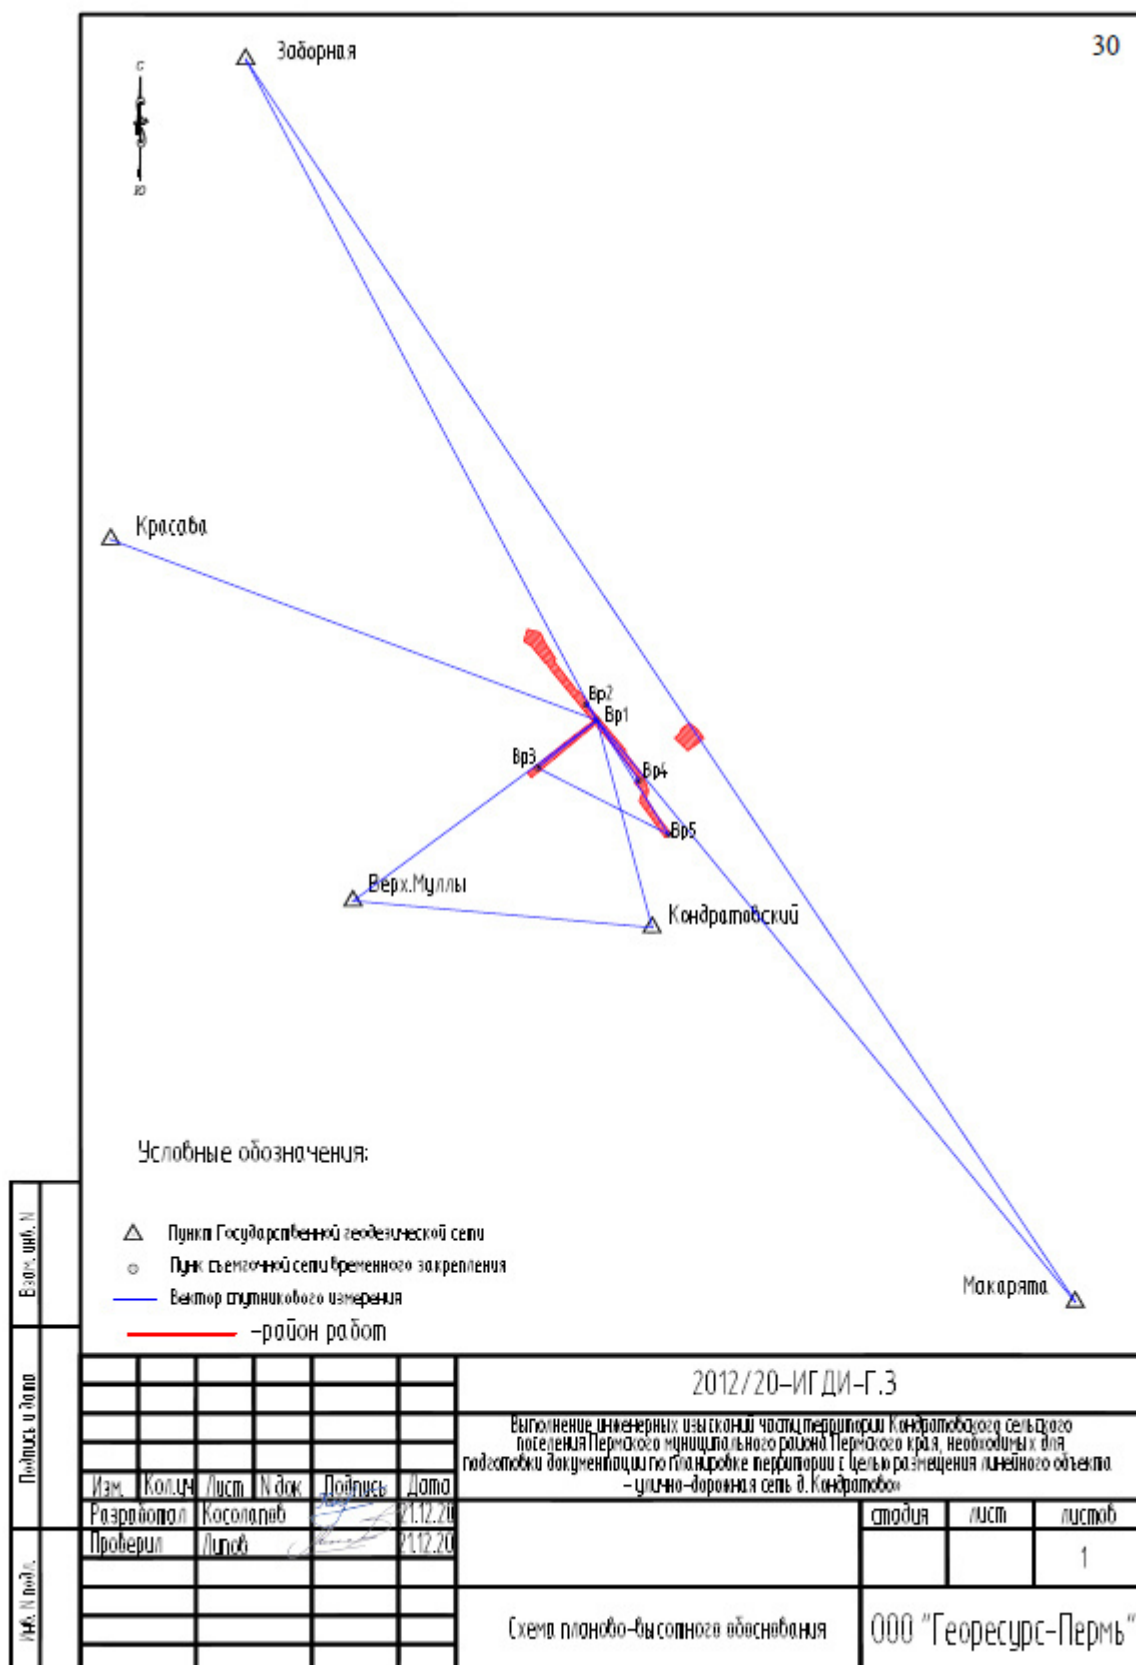 30
Заборная
С
Ю
Красава
Вр2
Вр1
Вр3
Вр4
Вр5
Верх.Муллы
Кондратовский
Макарята
Условные обозначения:
Пункт Государственной геодезической сети
Пунк съемочной сети временного закрепления
Вектор спутникового измерения
-район работ
Взам. инв. N
Подпись и дата
Инв. N подл.
2012/20-ИГДИ-Г.3
Выполнение инженерных изысканий части территории Кондратовского сельского
поселения Пермского муниципального района Пермского края, необходимых для
подготовки документации по планировке территории с целью размещения линейного объекта
- улично-дорожная сеть д. Кондратово»
Изм. Кол.уч Лист N док Подпись Дата
Разработал Косолапов 21.12.20
Проверил Липов 21.12.20
стадия лист листов
1
Схема планово-высотного обоснования
ООО "Георесурс-Пермь"